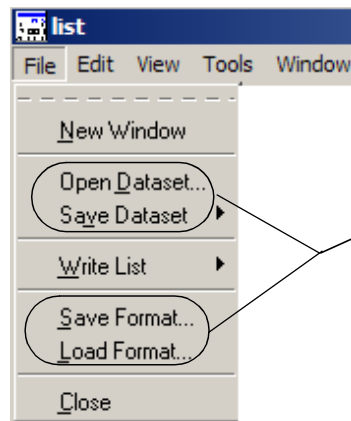 list
File Edit View Tools Window
New Window
Open Dataset...
Save Dataset
Write List
Save Format...
Load Format...
Close